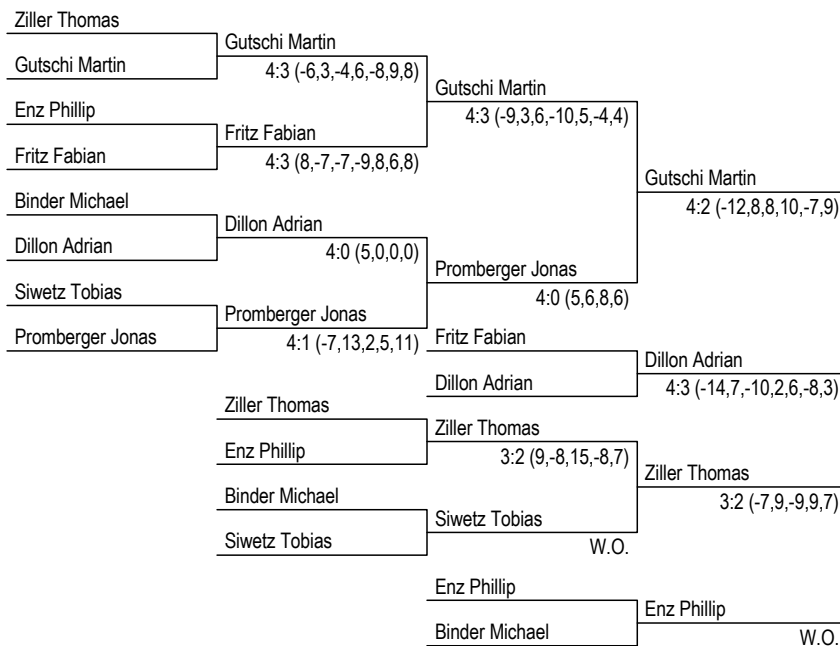 Ziller Thomas
Gutschi Martin
Gutschi Martin
4:3 (-6,3,-4,6,-8,9,8)
Gutschi Martin
4:3 (-9,3,6,-10,5,-4,4)
Enz Phillip
Fritz Fabian
Fritz Fabian
4:3 (8,-7,-7,-9,8,6,8)
Gutschi Martin
4:2 (-12,8,8,10,-7,9)
Binder Michael
Dillon Adrian
Dillon Adrian
4:0 (5,0,0,0)
Promberger Jonas
4:0 (5,6,8,6)
Siwetz Tobias
Promberger Jonas
Promberger Jonas
4:1 (-7,13,2,5,11)
Fritz Fabian
Dillon Adrian
Dillon Adrian
4:3 (-14,7,-10,2,6,-8,3)
Ziller Thomas
Enz Phillip
Ziller Thomas
3:2 (9,-8,15,-8,7)
Ziller Thomas
3:2 (-7,9,-9,9,7)
Binder Michael
Siwetz Tobias
Siwetz Tobias
W.O.
Enz Phillip
Binder Michael
Enz Phillip
W.O.